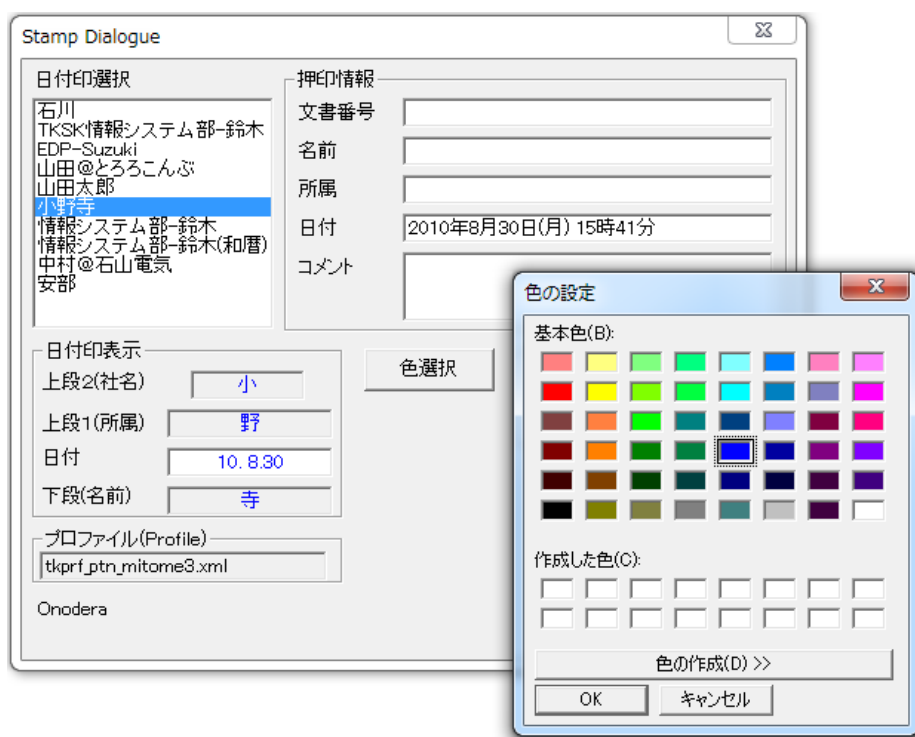 Stamp Dialogue
日付印選択
石川
TKSK情報システム部-鈴木
EDP-Suzuki
山田@とろろこんぶ
山田太郎
小野寺
情報システム部-鈴木
情報システム部-鈴木(和暦)
中村@石山電気
安部
押印情報
文書番号
名前
所属
日付
2010年8月30日(月) 15時41分
コメント
日付印表示
上段2(社名)
小
上段1(所属)
野
日付
10. 8.30
下段(名前)
寺
色選択
プロファイル(Profile)
tkprf_ptn_mitome3.xml
Onodera
色の設定
基本色(B):
作成した色(C):
色の作成(D) >>
OK
キャンセル